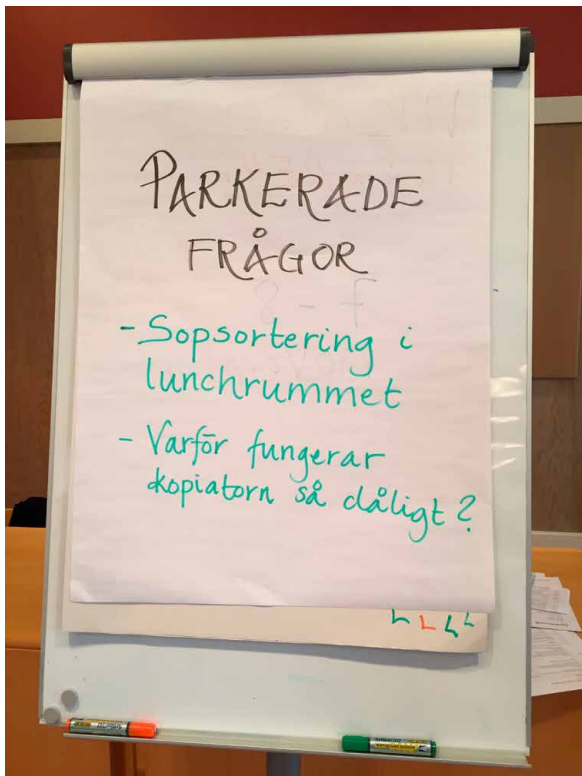 PARKERADE
FRÅGOR
- Sopsortering i
lunchrummet
- Varför fungerar
kopiatorn så dåligt?